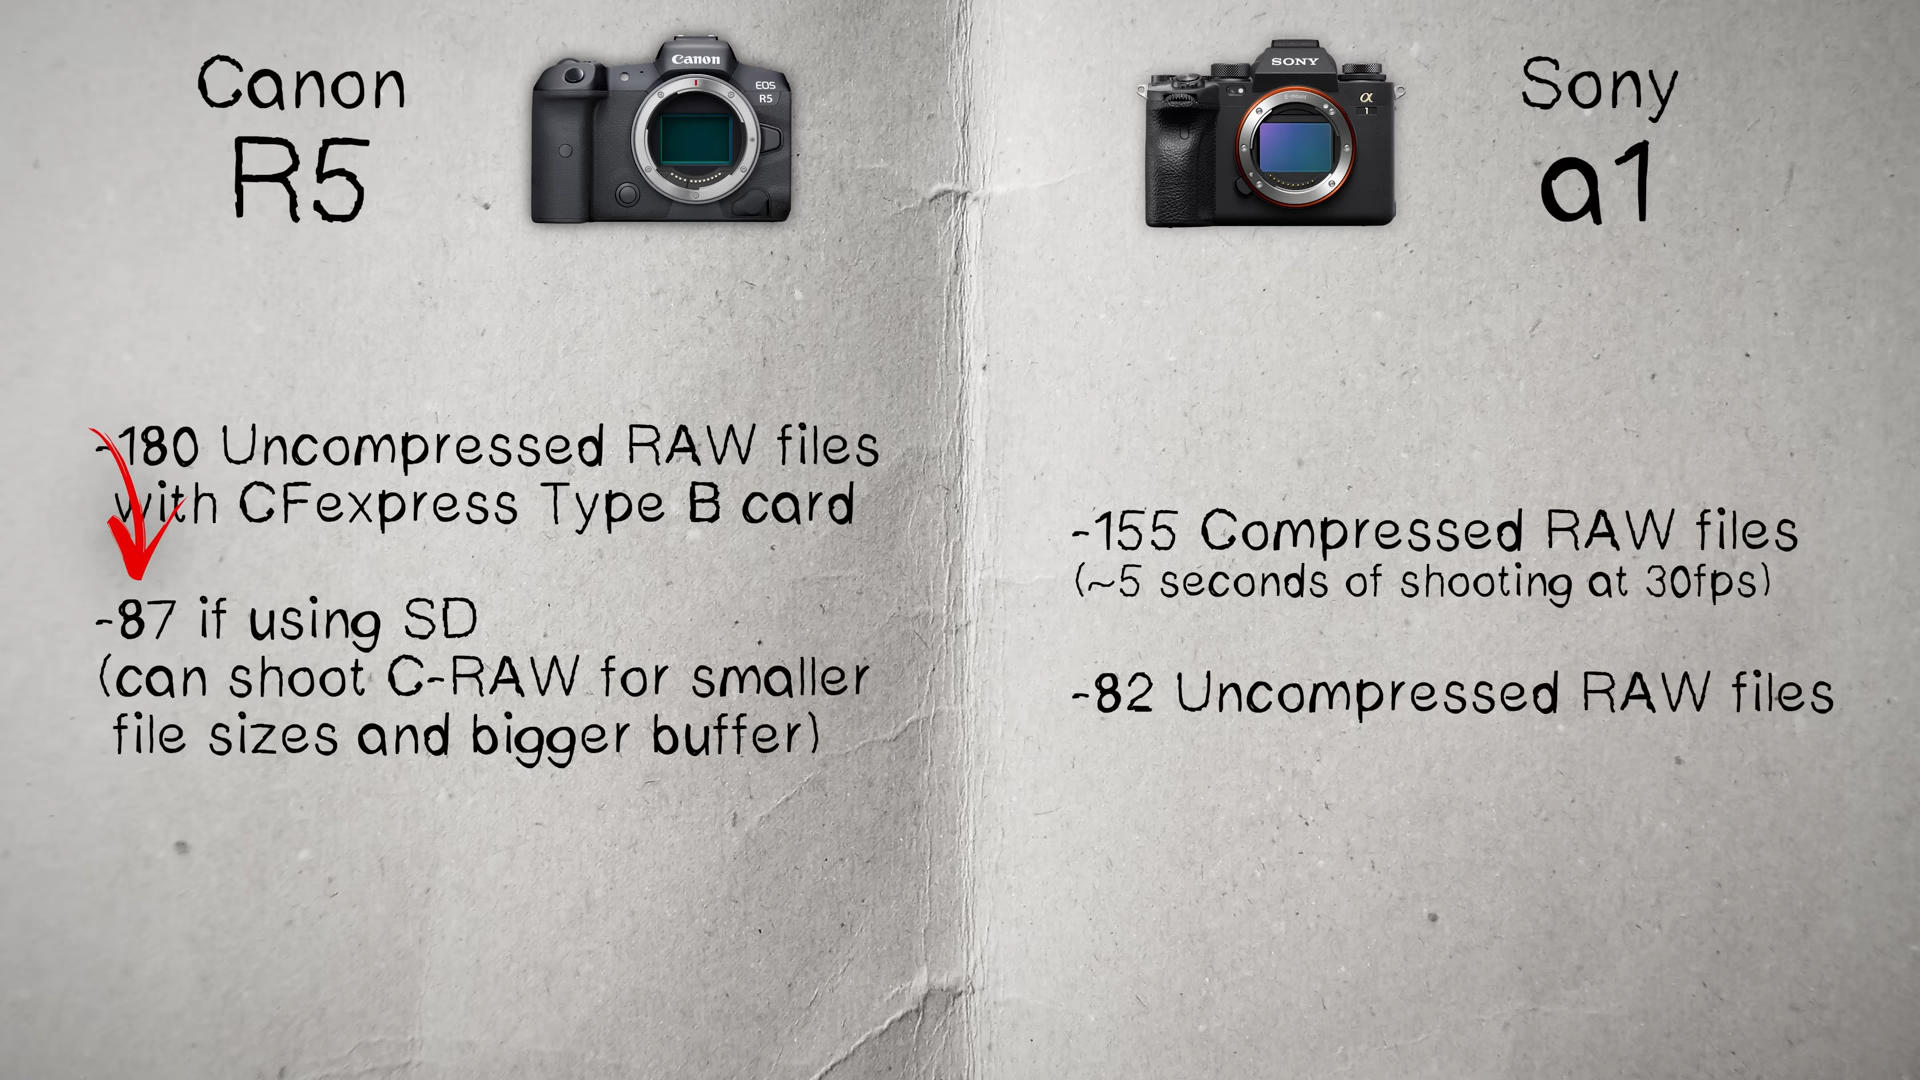 Canon
R5
Canon
EOS
R5
-180 Uncompressed RAW files
with CFexpress Type B card
-87 if using SD
(can shoot C-RAW for smaller
file sizes and bigger buffer)
SONY
α
1
Sony
a1
-155 Compressed RAW files
(~5 seconds of shooting at 30fps)
-82 Uncompressed RAW files